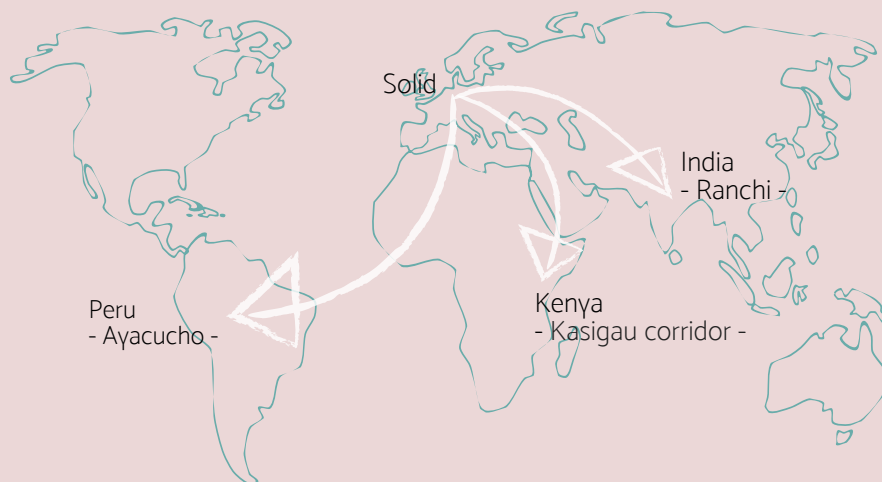 Solid
India
- Ranchi -
Peru
- Ayacucho -
Kenya
- Kasigau corridor -